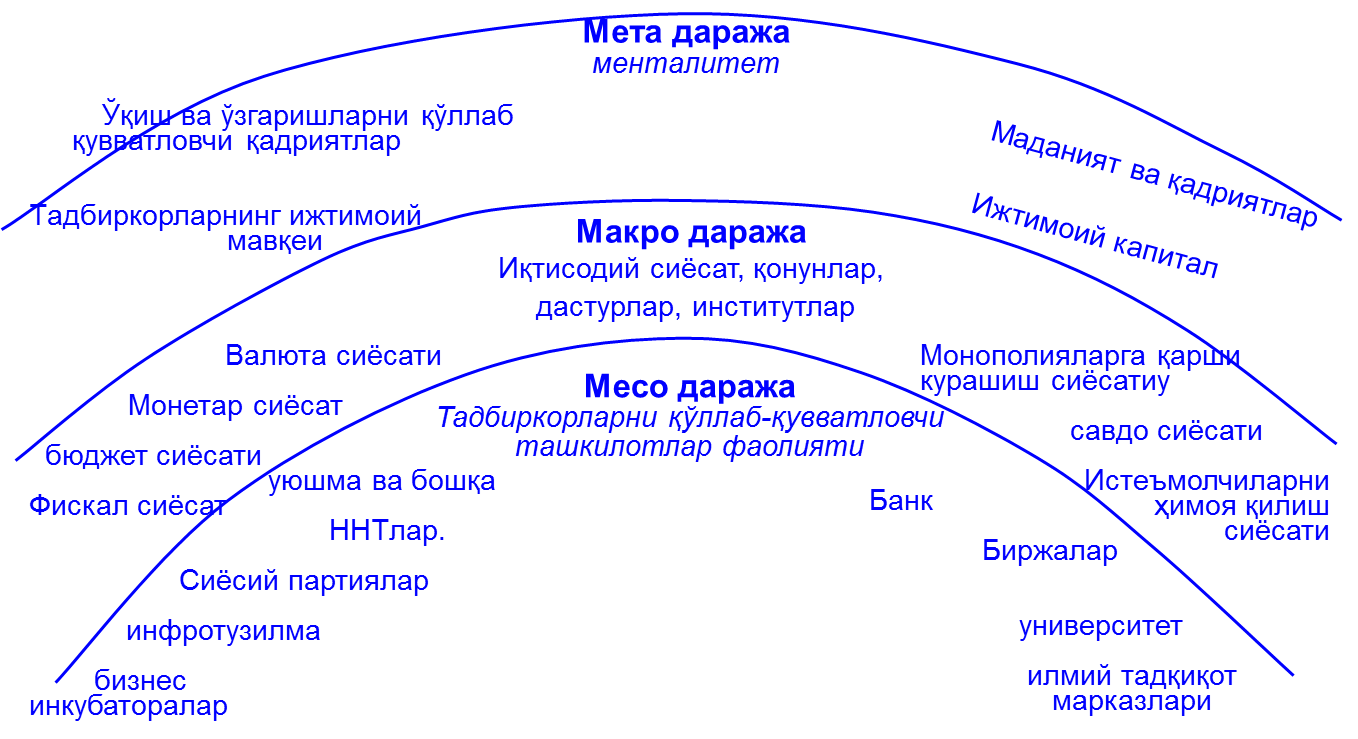 Мета даража
менталитет
Ўқиш ва ўзгаришларни қўллаб
қувватловчи қадриятлар
Маданият ва қадриятлар
Тадбиркорларнинг ижтимоий
мавқеи
Ижтимоий капитал
Макро даража
Иқтисодий сиёсат, қонунлар,
дастурлар, институтлар
Валюта сиёсати
Монетар сиёсат
бюджет сиёсати
Фискал сиёсат
Монополияларга қарши
курашиш сиёсатиу
савдо сиёсати
Истеъмолчиларни
ҳимоя қилиш
сиёсати
Месо даража
Тадбиркорларни қўллаб-қувватловчи
ташкилотлар фаолияти
уюшма ва бошқа
ННТлар.
Сиёсий партиялар
инфротузилма
бизнес
инкубаторалар
Банк
Биржалар
университет
илмий тадқиқот
марказлари